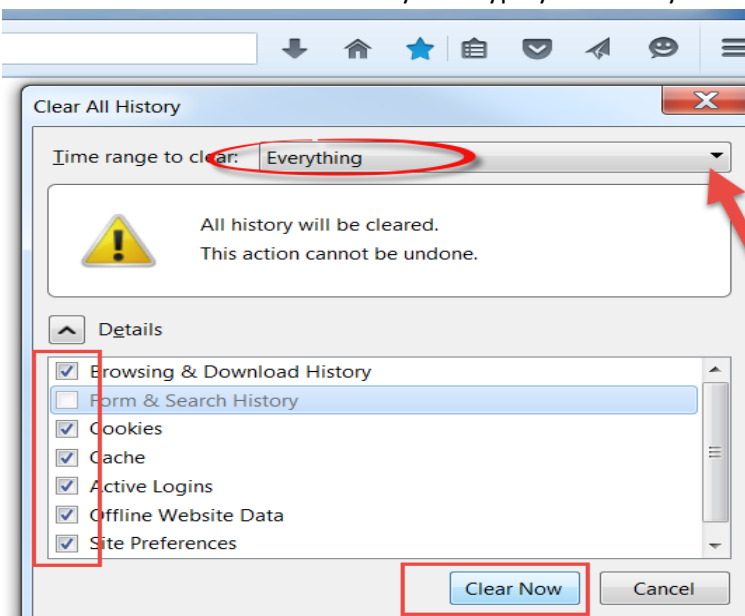 Clear All History
Time range to clear: Everything
All history will be cleared.
This action cannot be undone.
Details
Browsing & Download History
Form & Search History
Cookies
Cache
Active Logins
Offline Website Data
Site Preferences
Clear Now Cancel